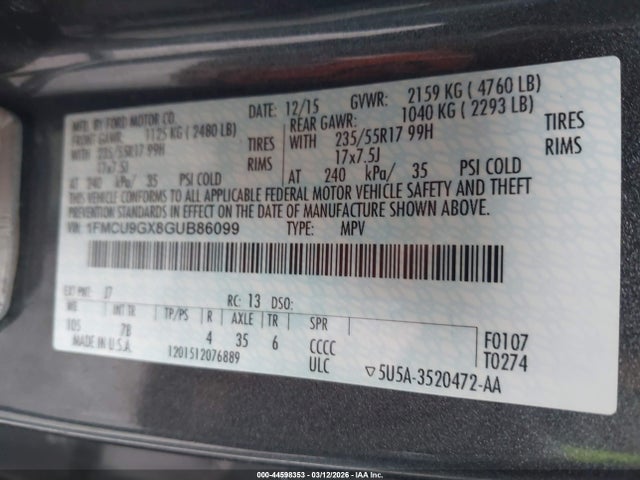 MFD. BY FORD MOTOR CO.
DATE: 12/15 GVWR: 2159 KG ( 4760 LB)
FRONT GAWR: 1125 KG ( 2480 LB) REAR GAWR: 1040 KG ( 2293 LB)
235/55R17 99H TIRES WITH 235/55R17 99H TIRES
17x7.5J RIMS 17x7.5J RIMS
AT 240 kPa/ 35 PSI COLD AT 240 kPa/ 35 PSI COLD
THIS VEHICLE CONFORMS TO ALL APPLICABLE FEDERAL MOTOR VEHICLE SAFETY AND THEFT
PREVENTION STANDARDS IN EFFECT ON THE DATE OF MANUFACTURE SHOWN ABOVE.
VIN: 1FMCU9GX8GUB86099 TYPE: MPV
EXT PNT: J7 RC: 13 DSO:
WB INT TR TP/PS R AXLE TR SPR
105 7B 4 35 6 CCCC
MADE IN U.S.A. 1201512076889 ULC
F0107
T0274
▽5U5A-3520472-AA
000-44598353 - 03/12/2026 - IAA Inc.